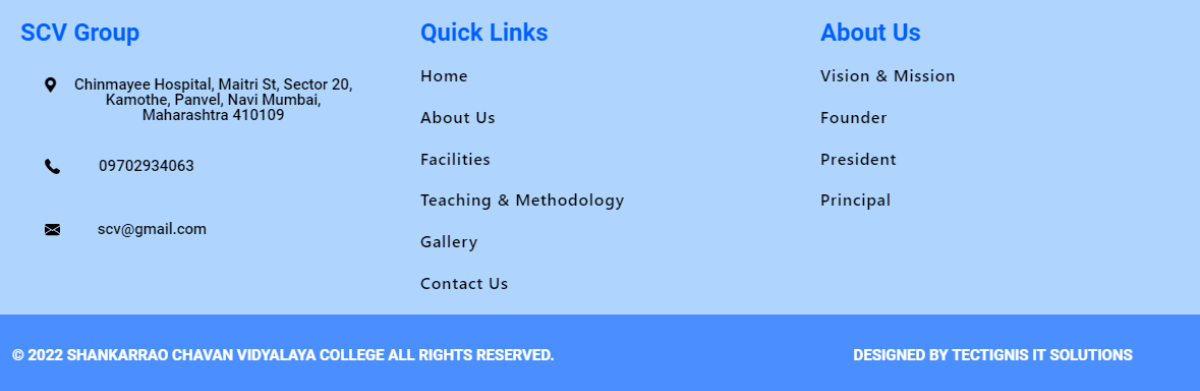 SCV Group
Chinmayee Hospital, Maitri St, Sector 20,
Kamothe, Panvel, Navi Mumbai,
Maharashtra 410109
09702934063
scv@gmail.com
Quick Links
Home
About Us
Facilities
Teaching & Methodology
Gallery
Contact Us
About Us
Vision & Mission
Founder
President
Principal
© 2022 SHANKARRAO CHAVAN VIDYALAYA COLLEGE ALL RIGHTS RESERVED.
DESIGNED BY TECTIGNIS IT SOLUTIONS